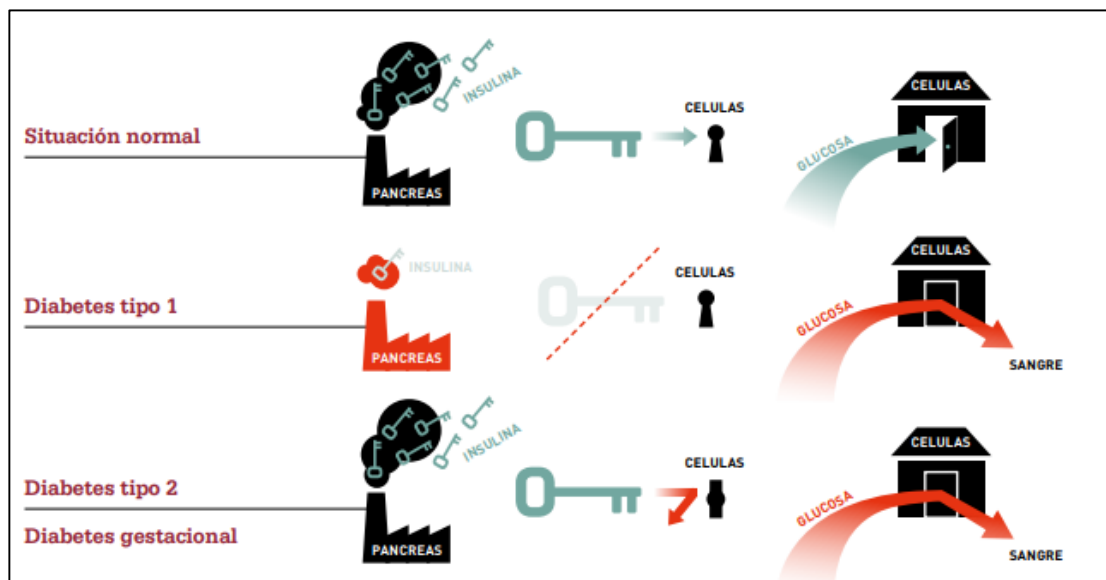 INSULINA
CELULAS
CELULAS
Situación normal
GLUCOSA
PANCREAS
INSULINA
CELULAS
CELULAS
Diabetes tipo 1
GLUCOSA
PANCREAS
SANGRE
INSULINA
CELULAS
CELULAS
Diabetes tipo 2
GLUCOSA
Diabetes gestacional
PANCREAS
SANGRE